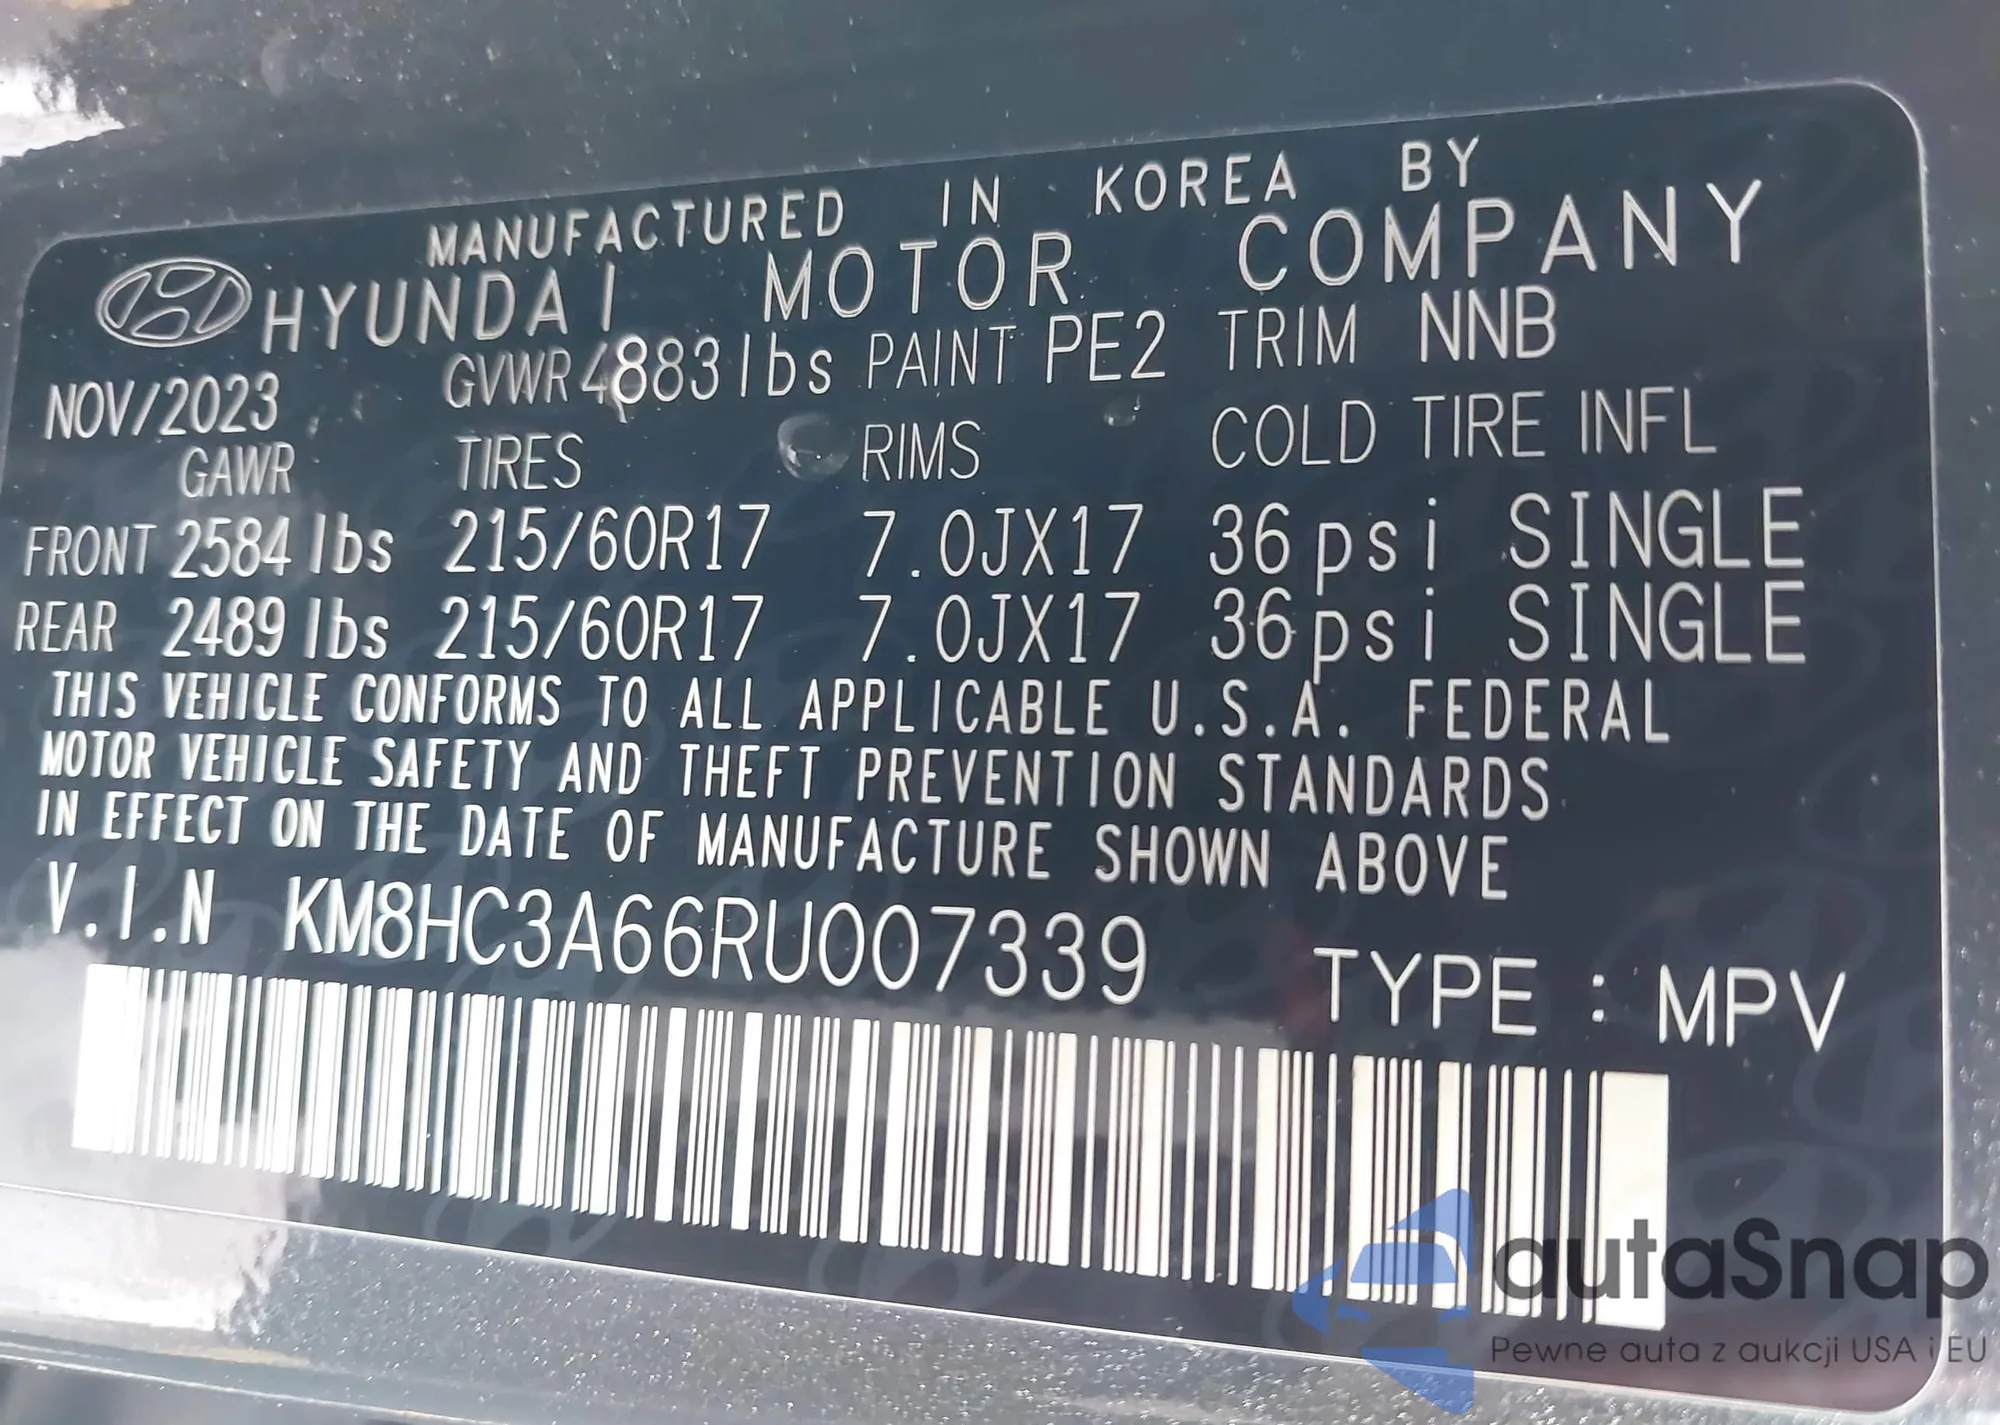 MANUFACTURED IN KOREA BY
HYUNDAI MOTOR COMPANY
NOV/2023 GVWR 4883 lbs PAINT PE2 TRIM NNB
GAWR TIRES RIMS COLD TIRE INFL
FRONT 2584 lbs 215/60R17 7.0JX17 36psi SINGLE
REAR 2489 lbs 215/60R17 7.0JX17 36psi SINGLE
THIS VEHICLE CONFORMS TO ALL APPLICABLE U.S.A. FEDERAL
MOTOR VEHICLE SAFETY AND THEFT PREVENTION STANDARDS
IN EFFECT ON THE DATE OF MANUFACTURE SHOWN ABOVE
V.I.N KM8HC3A66RU007339 TYPE : MPV
autaSnap
Pewne auta z aukcji USA i EU